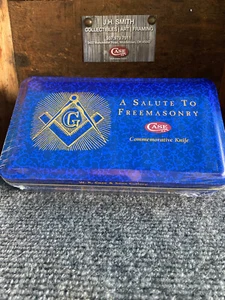 J.H. SMITH
COLLECTIBLES | ART | FRAMING
CASE
G
A SALUTE TO
FREEMASONRY
CASE
Commemorative Knife